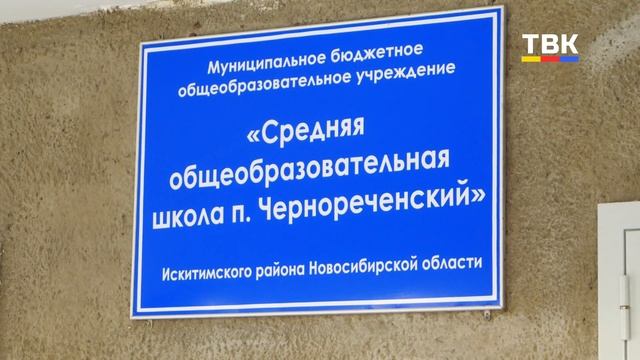 ТВК
Муниципальное бюджетное
общеобразовательное учреждение
«Средняя
общеобразовательная
школа п. Чернореченский»
Искитимского района Новосибирской области